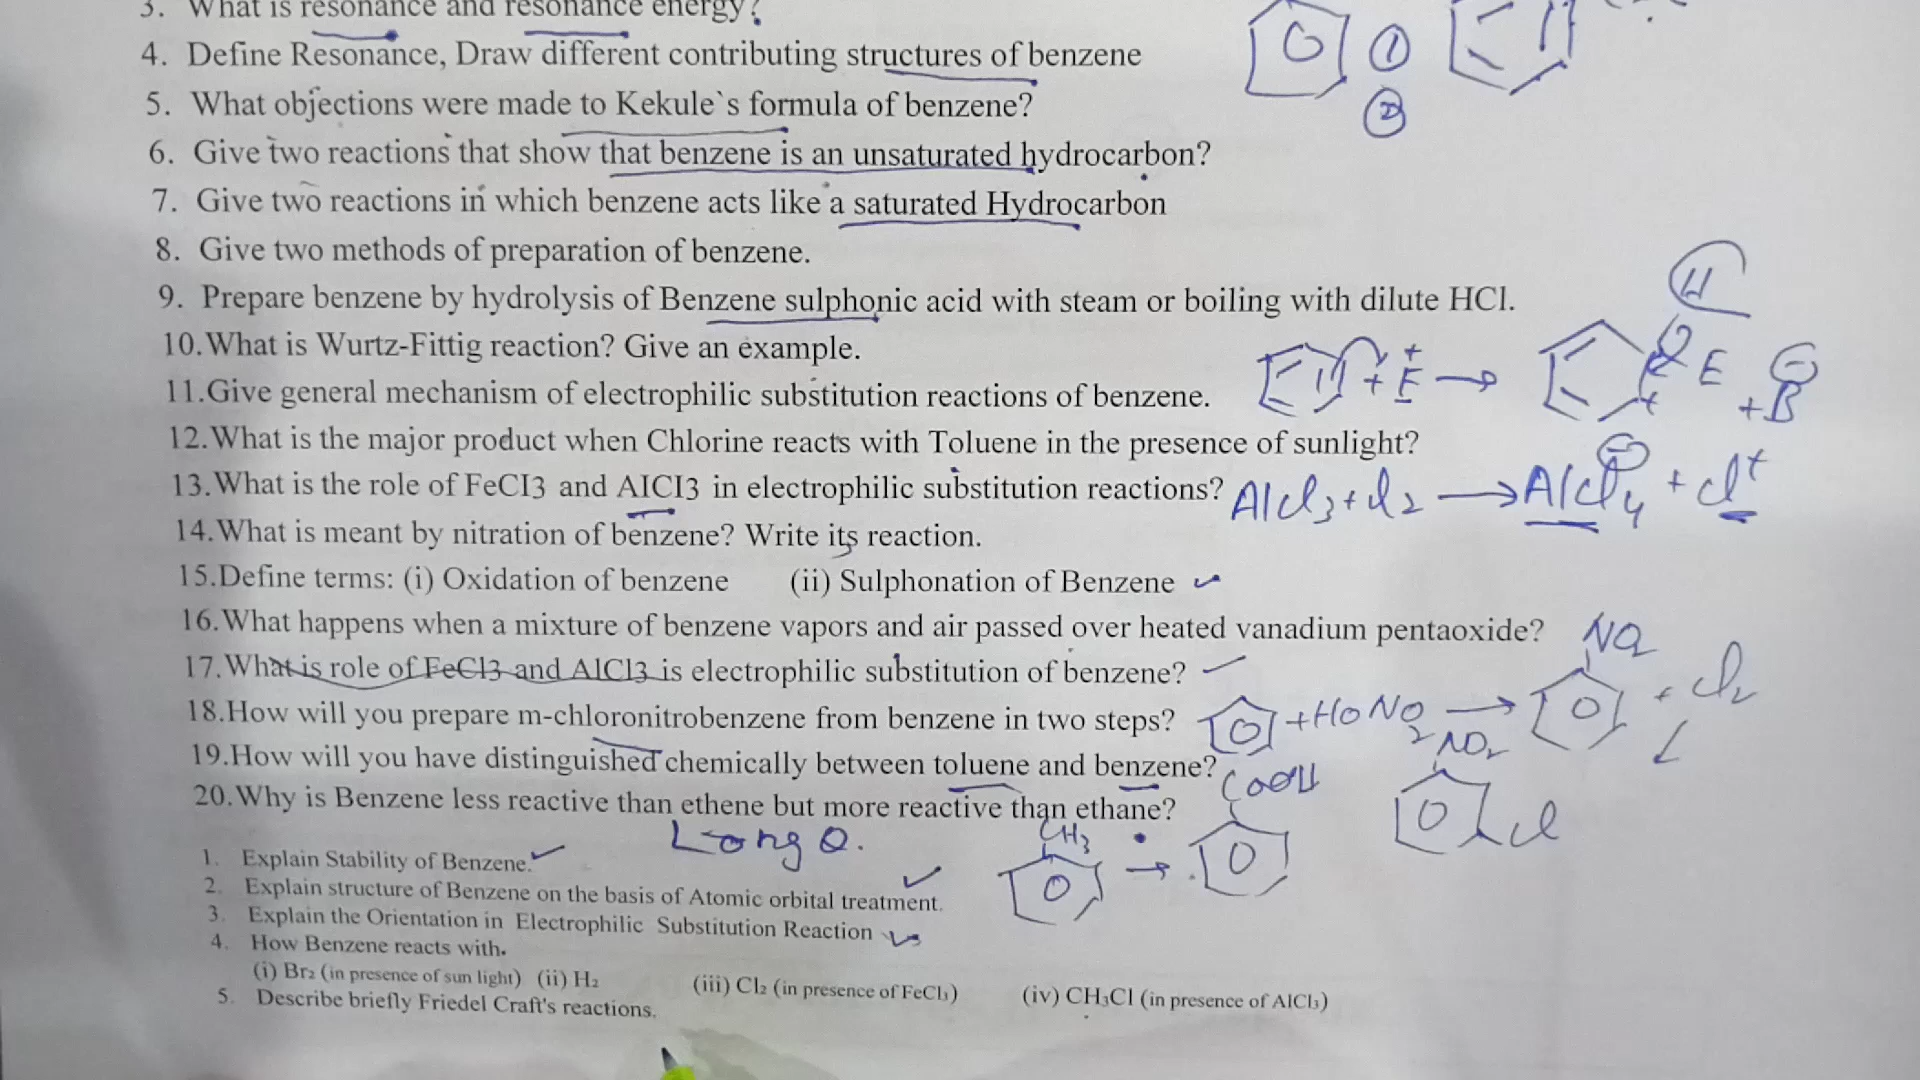 3. What is resonance and resonance energy?
4. Define Resonance, Draw different contributing structures of benzene
5. What objections were made to Kekule`s formula of benzene?
6. Give two reactions that show that benzene is an unsaturated hydrocarbon?
7. Give two reactions in which benzene acts like a saturated Hydrocarbon
8. Give two methods of preparation of benzene.
9. Prepare benzene by hydrolysis of Benzene sulphonic acid with steam or boiling with dilute HCl.
10. What is Wurtz-Fittig reaction? Give an example.
11. Give general mechanism of electrophilic substitution reactions of benzene.
12. What is the major product when Chlorine reacts with Toluene in the presence of sunlight?
13. What is the role of FeCI3 and AICI3 in electrophilic substitution reactions?
14. What is meant by nitration of benzene? Write its reaction.
15. Define terms: (i) Oxidation of benzene (ii) Sulphonation of Benzene
16. What happens when a mixture of benzene vapors and air passed over heated vanadium pentaoxide?
17. What is role of FeCl3 and AlCl3 is electrophilic substitution of benzene?
18. How will you prepare m-chloronitrobenzene from benzene in two steps?
19. How will you have distinguished chemically between toluene and benzene?
20. Why is Benzene less reactive than ethene but more reactive than ethane?
Long Q.
1. Explain Stability of Benzene.
2. Explain structure of Benzene on the basis of Atomic orbital treatment.
3. Explain the Orientation in Electrophilic Substitution Reaction
4. How Benzene reacts with.
(i) Br₂ (in presence of sun light) (ii) H₂ (iii) Cl₂ (in presence of FeCl₃) (iv) CH₃Cl (in presence of AlCl₃)
5. Describe briefly Friedel Craft's reactions.
1
2
H
+ E⁺ → E + B⁻
AlCl₃ + Cl₂ → AlCl₄⁻ + Cl⁺
NO₂
+ HONO₂ → + Cl₂
NO₂
Cl
COOH
CH₃ →